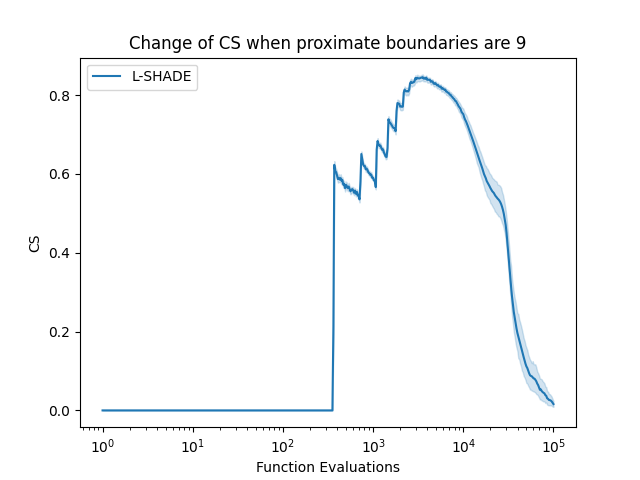 Change of CS when proximate boundaries are 9
L-SHADE
0.8
0.6
0.4
0.2
0.0
CS
10^0 10^1 10^2 10^3 10^4 10^5
Function Evaluations